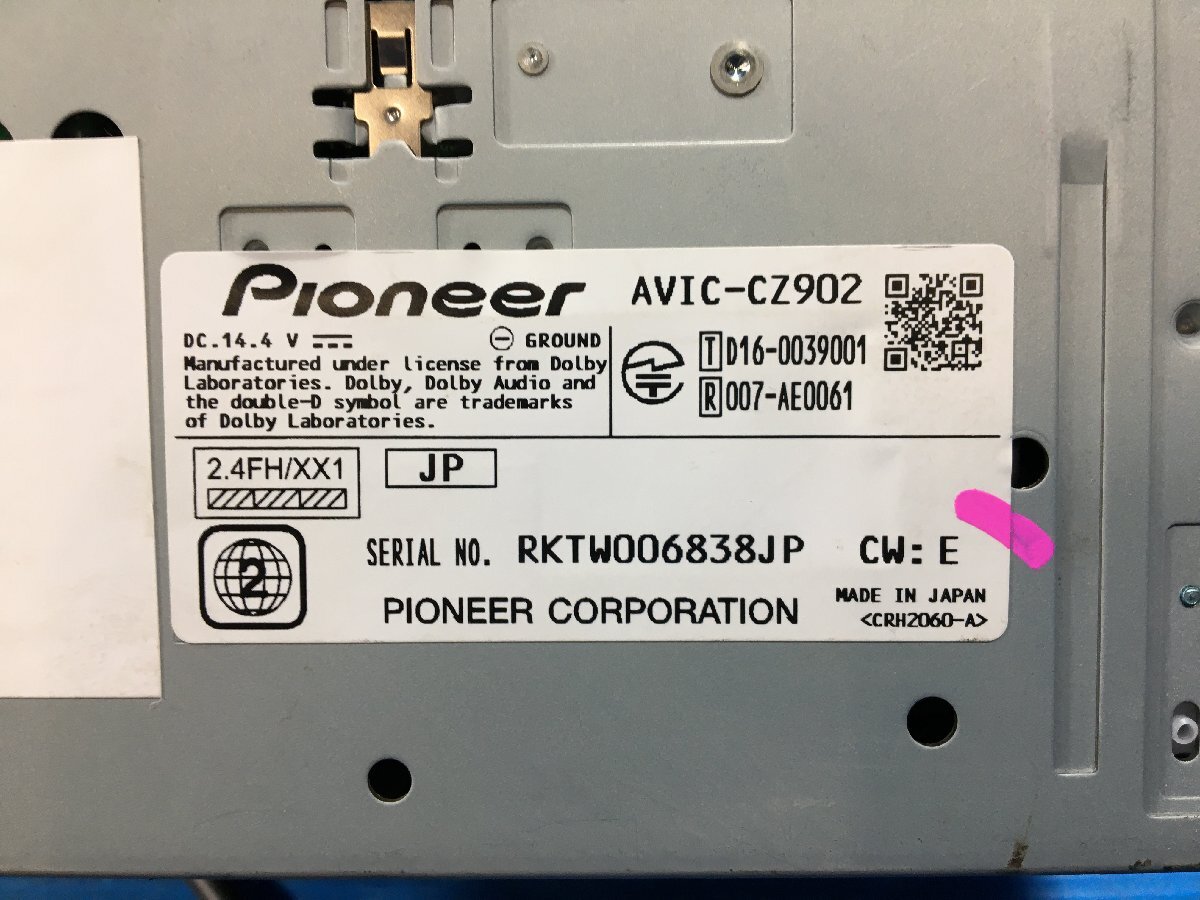 Pioneer
AVIC-CZ902
DC.14.4 V
GROUND
Manufactured under license from Dolby
Laboratories. Dolby, Dolby Audio and
the double-D symbol are trademarks
of Dolby Laboratories.
T D16-0039001
R 007-AE0061
2.4FH/XX1
JP
2
SERIAL NO. RKTW006838JP CW: E
PIONEER CORPORATION
MADE IN JAPAN
<CRH2060-A>